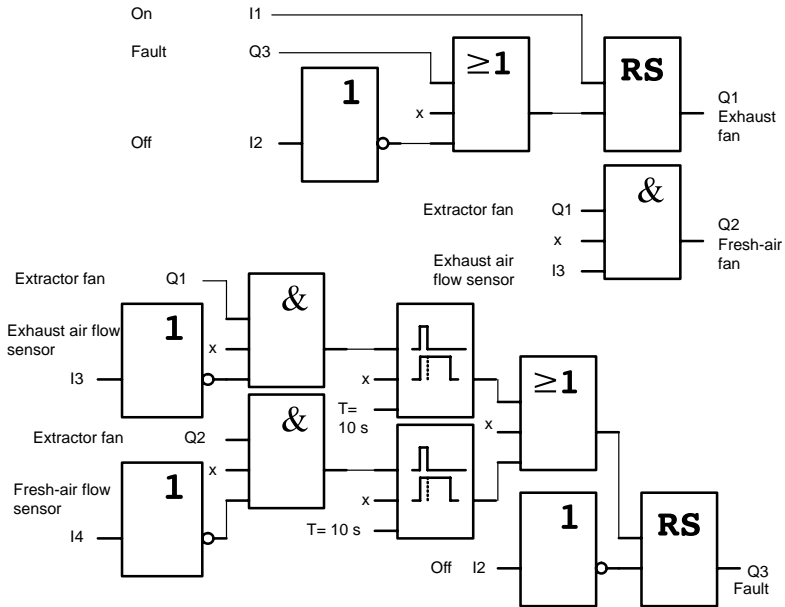 On I1
Fault Q3
≥1
RS
1
x
Q1
Exhaust
fan
Off I2
&
Extractor fan Q1
x
Q2
Fresh-air
fan
Exhaust air
flow sensor
I3
Extractor fan Q1
&
1
Exhaust air flow
sensor
x
I3
x
T=
10 s
≥1
x
&
Extractor fan Q2
x
1
Fresh-air flow
sensor
x
I4
T= 10 s
1
RS
Off I2
Q3
Fault